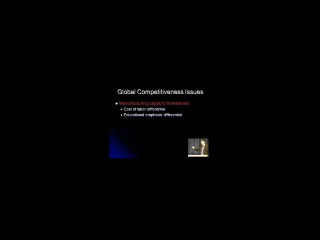 Global Competitiveness Issues
Manufacturing capacity threatened
Cost of labor differential
Educational emphasis differential